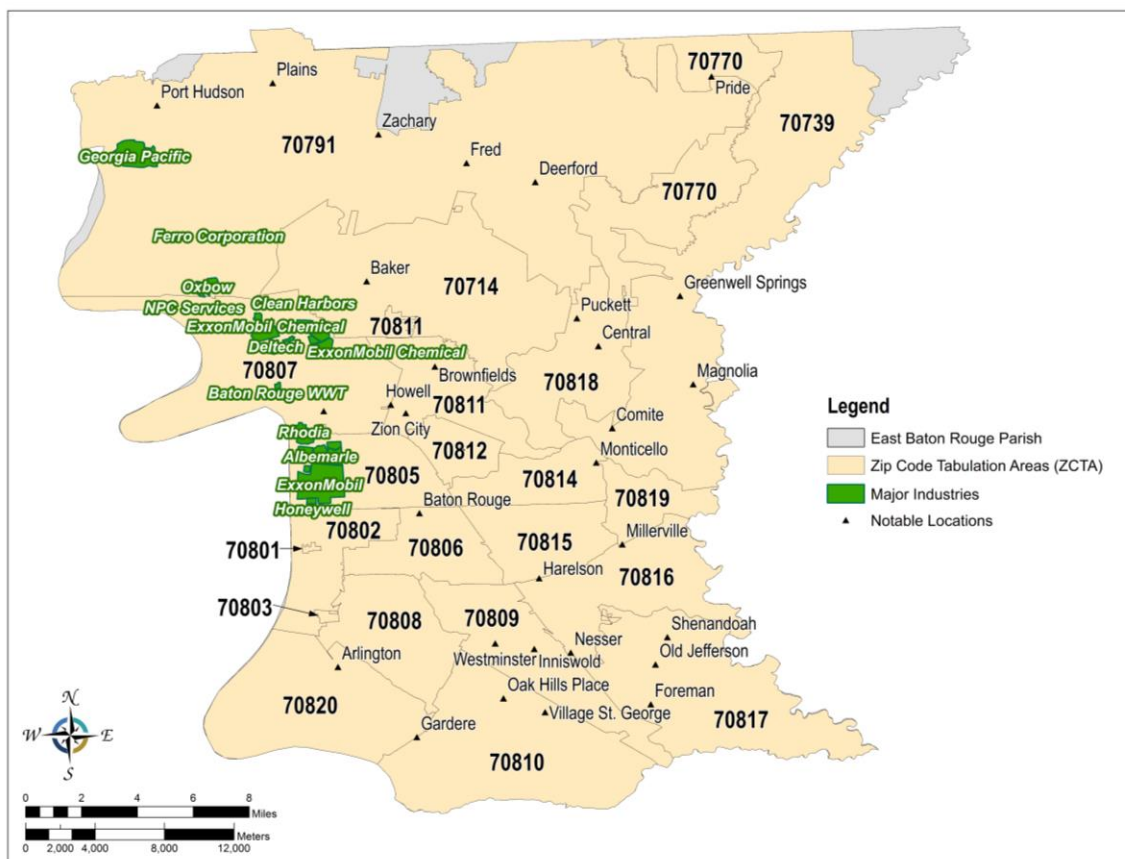 70770
Plains
Pride
Port Hudson
70739
Zachary
70791
Georgia Pacific
Fred
Deerford
70770
Ferro Corporation
Baker
70714
Greenwell Springs
Oxbow
Clean Harbors
NPC Services
Puckett
ExxonMobil Chemical
70811
Central
Deltech
ExxonMobil Chemical
70807
Brownfields
70818
Magnolia
Baton Rouge WWT
Howell
70811
Zion City
Comite
Rhodia
70812
Monticello
Albemarle
70805
70814
ExxonMobil
70819
Baton Rouge
Honeywell
70802
Millerville
70801
70806
70815
Harelson
70816
70803
70808
70809
Shenandoah
Nesser
Arlington
Westminster
Inniswold
Old Jefferson
Oak Hills Place
Foreman
70820
Village St. George
Gardere
70817
70810
Legend
East Baton Rouge Parish
Zip Code Tabulation Areas (ZCTA)
Major Industries
Notable Locations
N
W E
S
0 2 4 6 8
Miles
Meters
0 2,000 4,000 8,000 12,000